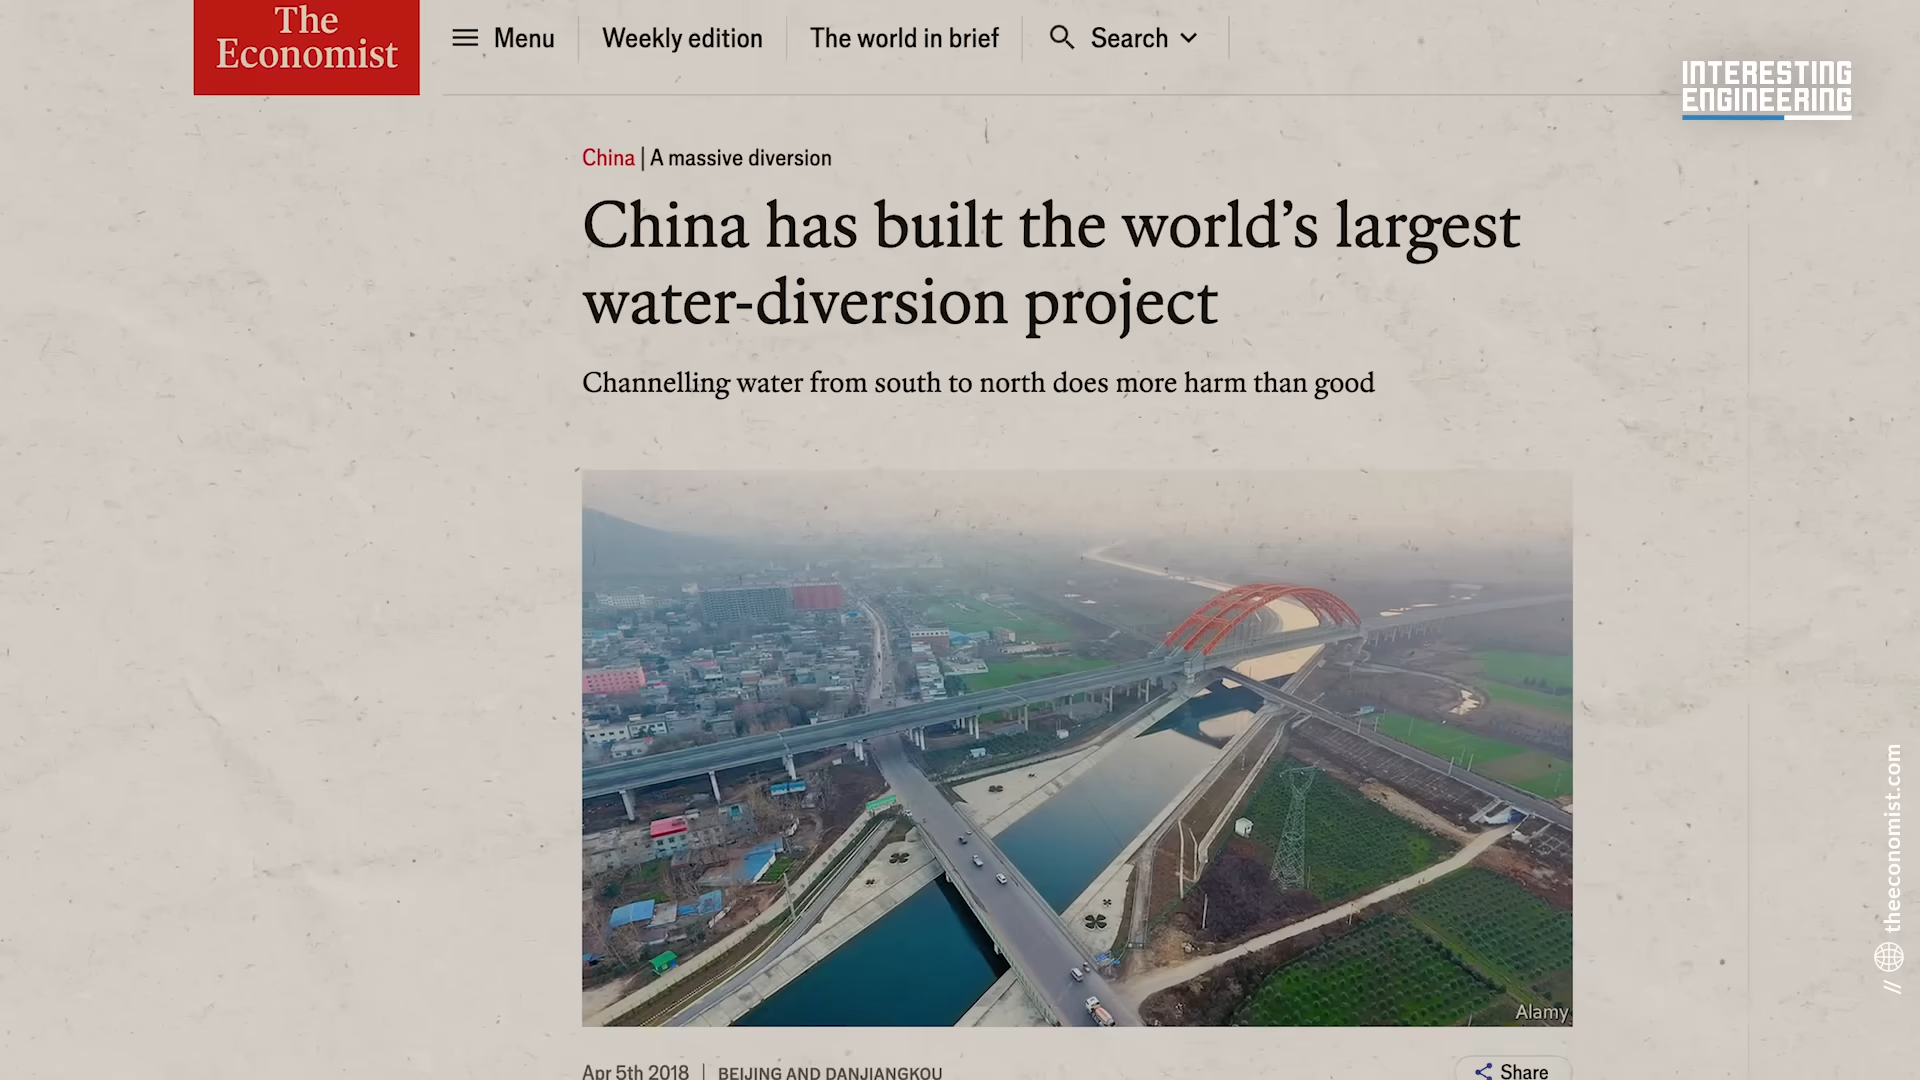 The
Economist
Menu
Weekly edition
The world in brief
Search
INTERESTING
ENGINEERING
China | A massive diversion
China has built the world’s largest
water-diversion project
Channelling water from south to north does more harm than good
Alamy
Apr 5th 2018 | BEIJING AND DANJIANGKOU
Share
// theeconomist.com